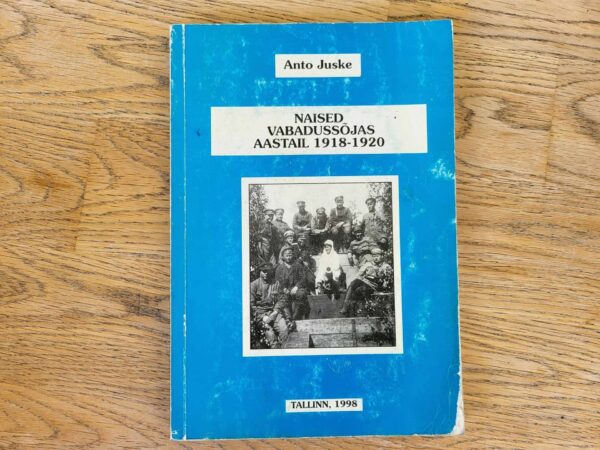 Anto Juske
NAISED
VABADUSSÕJAS
AASTAIL 1918-1920
TALLINN, 1998